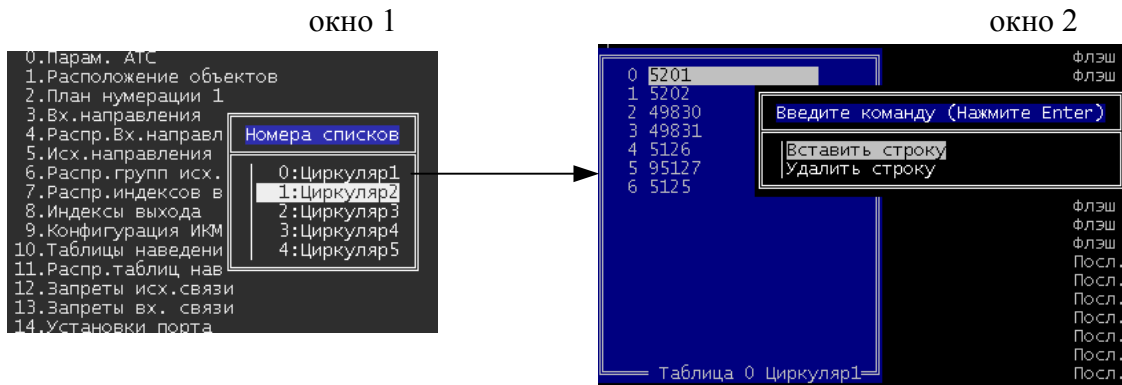 окно 1
окно 2
0.Парам. АТС
1.Расположение объектов
2.План нумерации 1
3.Вх.направления
4.Распр.Вх.направл
5.Исх.направления
6.Распр.групп исх.
7.Распр.индексов в
8.Индексы выхода
9.Конфигурация ИКМ
10.Таблицы наведени
11.Распр.таблиц нав
12.Запреты исх.связи
13.Запреты вх. связи
14.Установки порта
Номера списков
0:Циркуляр1
1:Циркуляр2
2:Циркуляр3
3:Циркуляр4
4:Циркуляр5
0 5201
1 5202
2 49830
3 49831
4 5126
5 95127
6 5125
Таблица 0 Циркуляр1
Введите команду (Нажмите Enter)
Вставить строку
Удалить строку
флэш
флэш
флэш
флэш
флэш
Посл.
Посл.
Посл.
Посл.
Посл.
Посл.
Посл.